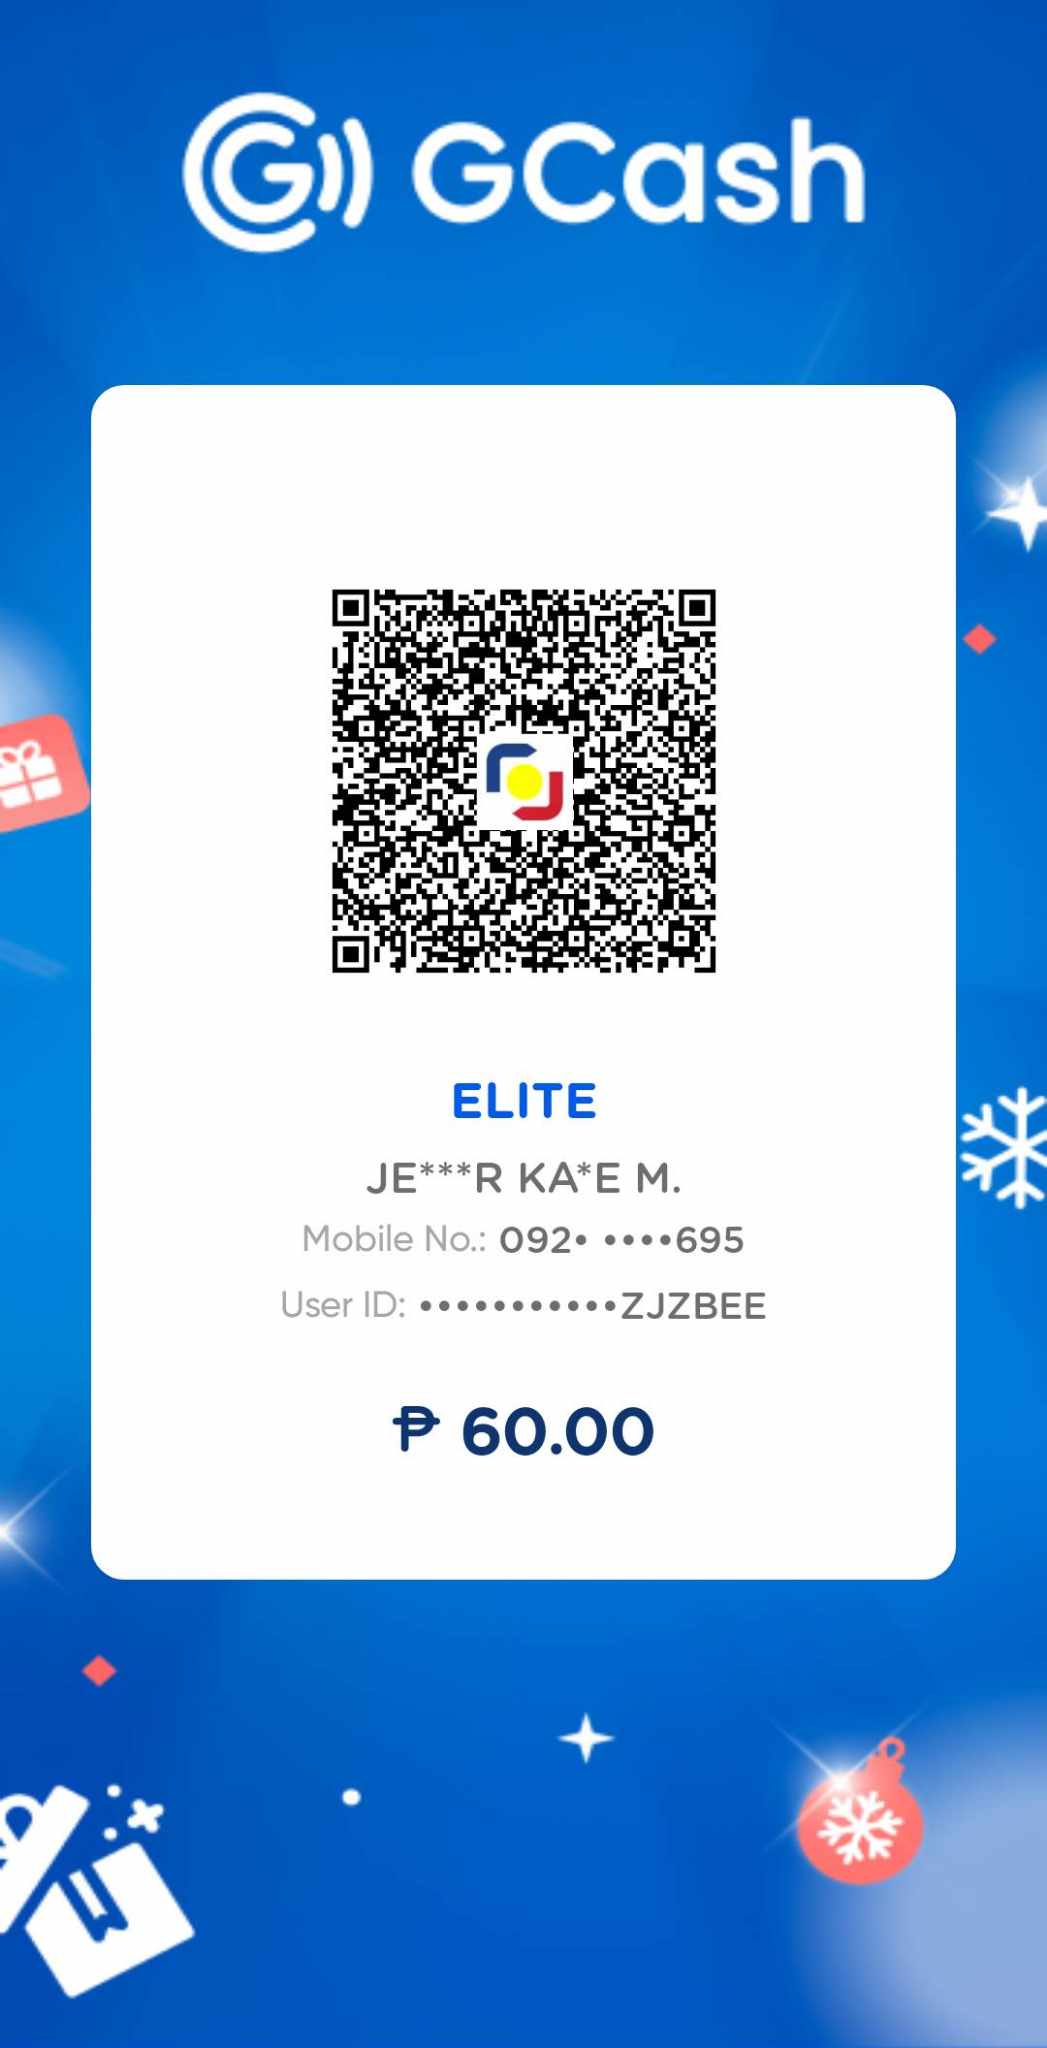 GCash
ELITE
JE***R KA*E M.
Mobile No.: 092• ••••695
User ID: •••••••••••ZJZBEE
₱ 60.00